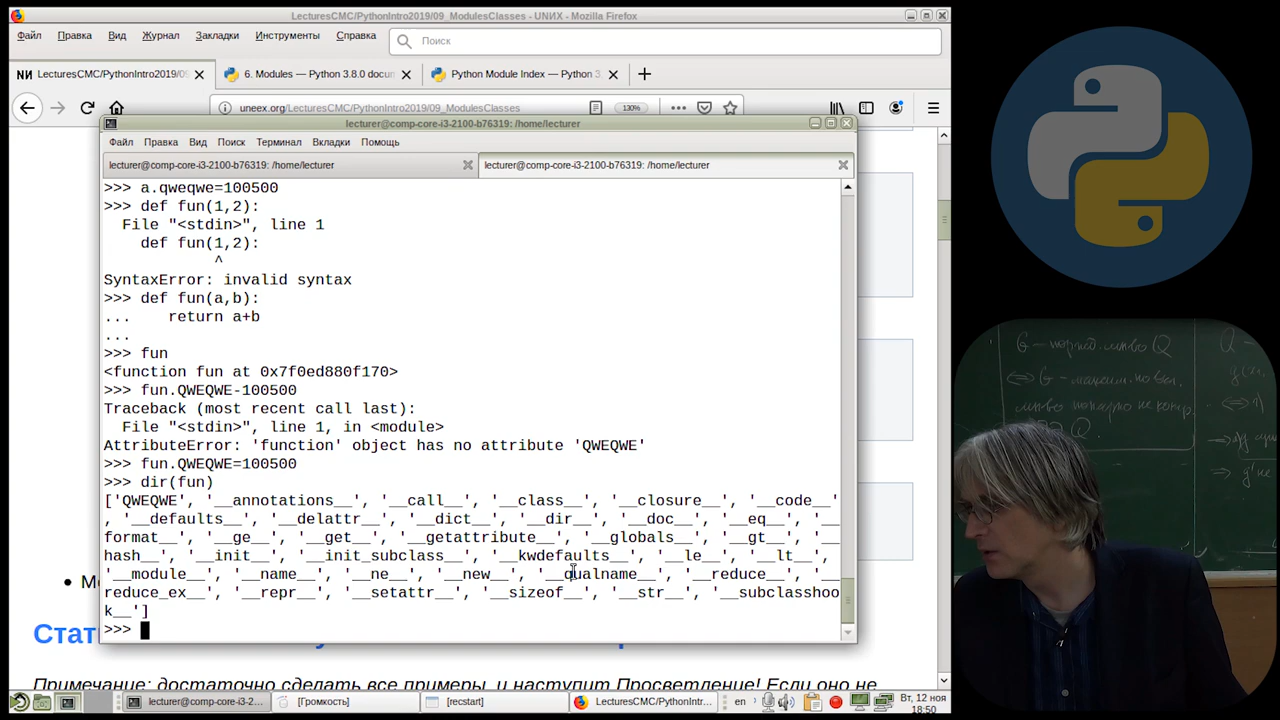 LecturesCMC/PythonIntro2019/09_ModulesClasses - UNИX - Mozilla Firefox
Файл Правка Вид Журнал Закладки Инструменты Справка
Поиск
LecturesCMC/PythonIntro2019/09
6. Modules — Python 3.8.0 docu
Python Module Index — Python 3.
uneex.org/LecturesCMC/PythonIntro2019/09_ModulesClasses
130%
lecturer@comp-core-i3-2100-b76319: /home/lecturer
Файл Правка Вид Поиск Терминал Вкладки Помощь
lecturer@comp-core-i3-2100-b76319: /home/lecturer
lecturer@comp-core-i3-2100-b76319: /home/lecturer
>>> a.qweqwe=100500
>>> def fun(1,2):
  File "<stdin>", line 1
    def fun(1,2):
            ^
SyntaxError: invalid syntax
>>> def fun(a,b):
...    return a+b
...
>>> fun
<function fun at 0x7f0ed880f170>
>>> fun.QWEQWE-100500
Traceback (most recent call last):
  File "<stdin>", line 1, in <module>
AttributeError: 'function' object has no attribute 'QWEQWE'
>>> fun.QWEQWE=100500
>>> dir(fun)
['QWEQWE', '__annotations__', '__call__', '__class__', '__closure__', '__code__'
, '__defaults__', '__delattr__', '__dict__', '__dir__', '__doc__', '__eq__', '__
format__', '__ge__', '__get__', '__getattribute__', '__globals__', '__gt__', '__
hash__', '__init__', '__init_subclass__', '__kwdefaults__', '__le__', '__lt__',
'__module__', '__name__', '__ne__', '__new__', '__qualname__', '__reduce__', '__
reduce_ex__', '__repr__', '__setattr__', '__sizeof__', '__str__', '__subclasshoo
k__']
>>>
Примечание: достаточно сделать все примеры, и наступит Просветление! Если оно не
lecturer@comp-core-i3-2...
[Громкость]
[recstart]
LecturesCMC/PythonIntr...
en
Вт, 12 ноя
18:50